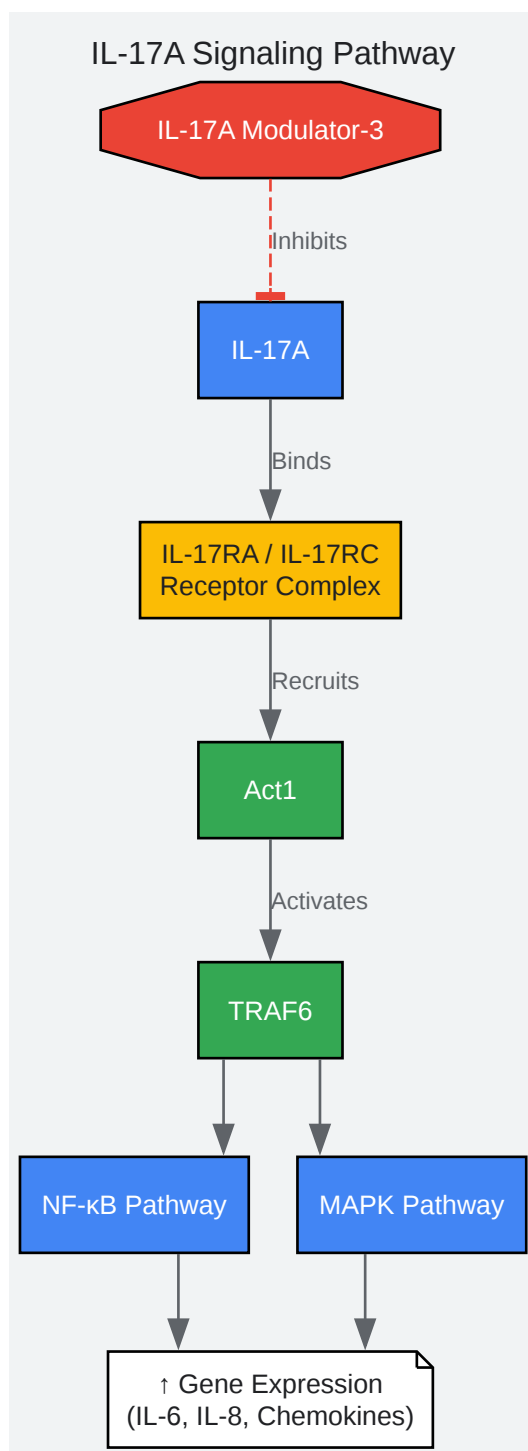 IL-17A Signaling Pathway
IL-17A Modulator-3
Inhibits
IL-17A
Binds
IL-17RA / IL-17RC
Receptor Complex
Recruits
Act1
Activates
TRAF6
NF-κB Pathway
MAPK Pathway
↑ Gene Expression
(IL-6, IL-8, Chemokines)